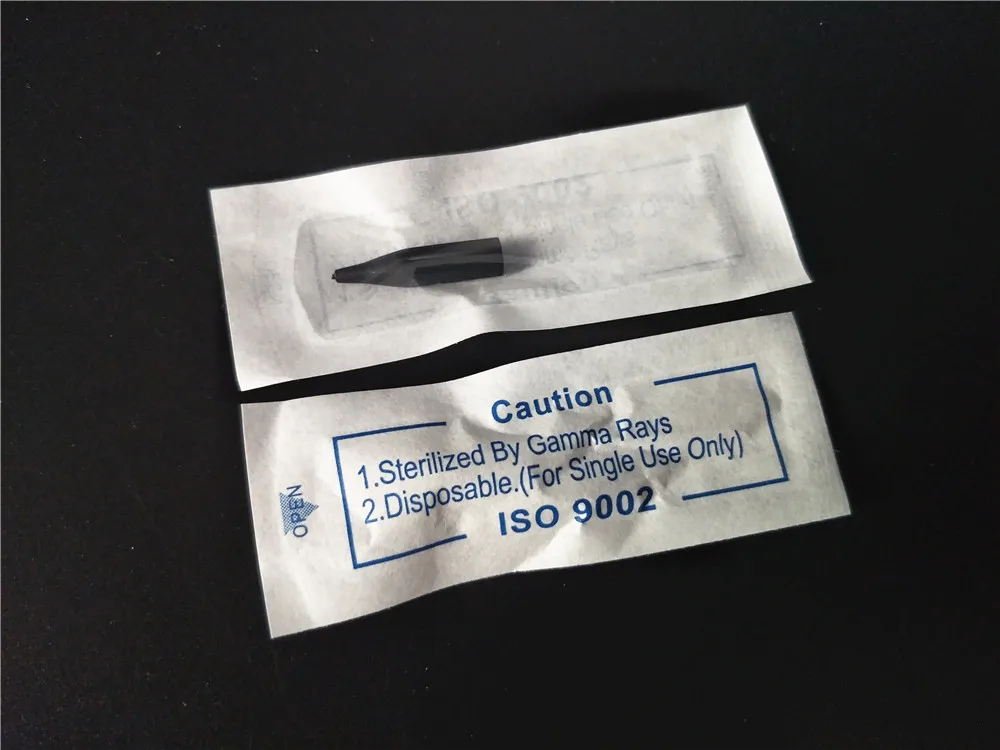 Caution
1.Sterilized By Gamma Rays
2.Disposable.(For Single Use Only)
ISO 9002
OPEN